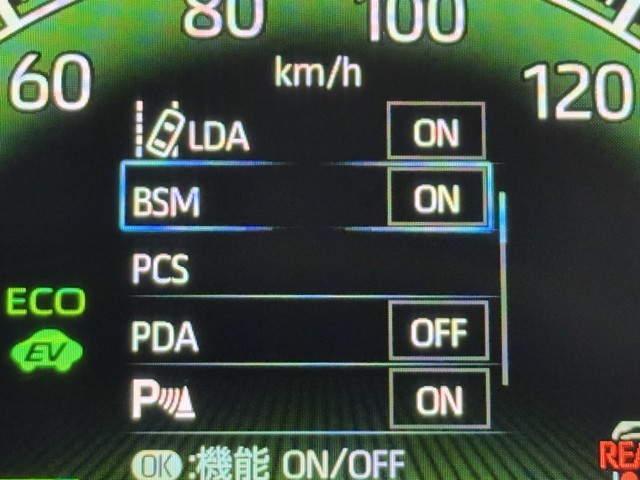 80 100
60 km/h 120
LDA ON
BSM ON
PCS
ECO
EV
PDA OFF
P ON
OK :機能 ON/OFF